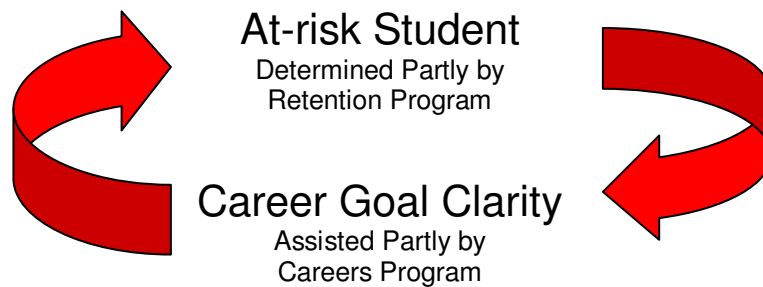 At-risk Student
Determined Partly by
Retention Program
Career Goal Clarity
Assisted Partly by
Careers Program